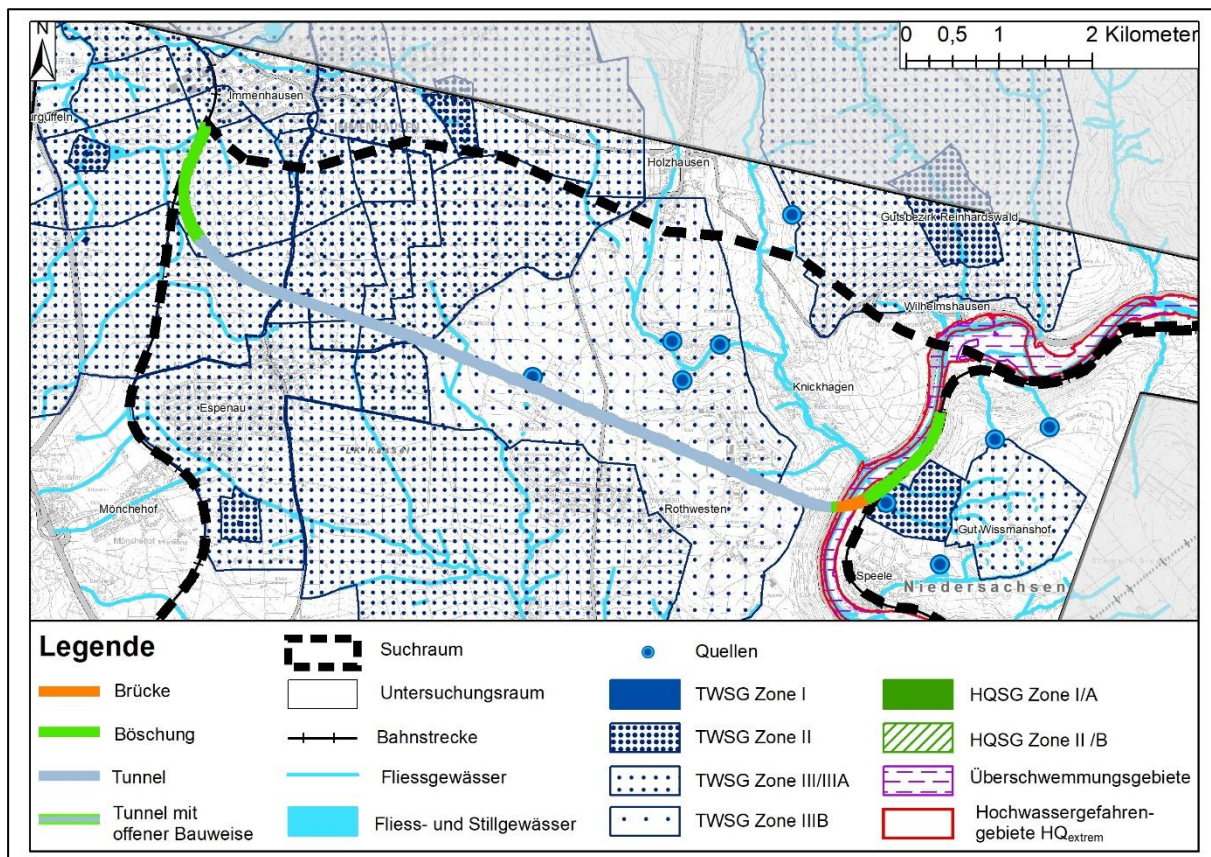 N
0 0,5 1 2 Kilometer
Immenhausen
Holzhausen
Gutsbezirk Reinhardswald
Wilhelmshausen
Knickhagen
Espenau
LK Kassel
Mönchehof
Rothwesten
Gut Wissmanshof
Speele
Niedersachsen
Legende
Brücke
Böschung
Tunnel
Tunnel mit
offener Bauweise
Suchraum
Untersuchungsraum
Bahnstrecke
Fliessgewässer
Fliess- und Stillgewässer
Quellen
TWSG Zone I
TWSG Zone II
TWSG Zone III/IIIA
TWSG Zone IIIB
HQSG Zone I/A
HQSG Zone II /B
Überschwemmungsgebiete
Hochwassergefahren-
gebiete HQextrem